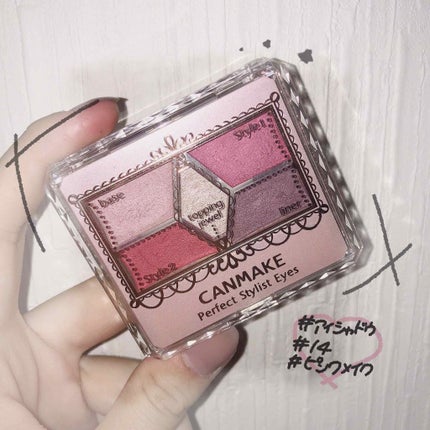 base
Style1
topping
jewel
Style2
liner
CANMAKE
Perfect Stylist Eyes
#アイシャドウ
#14
#ピンクメイク